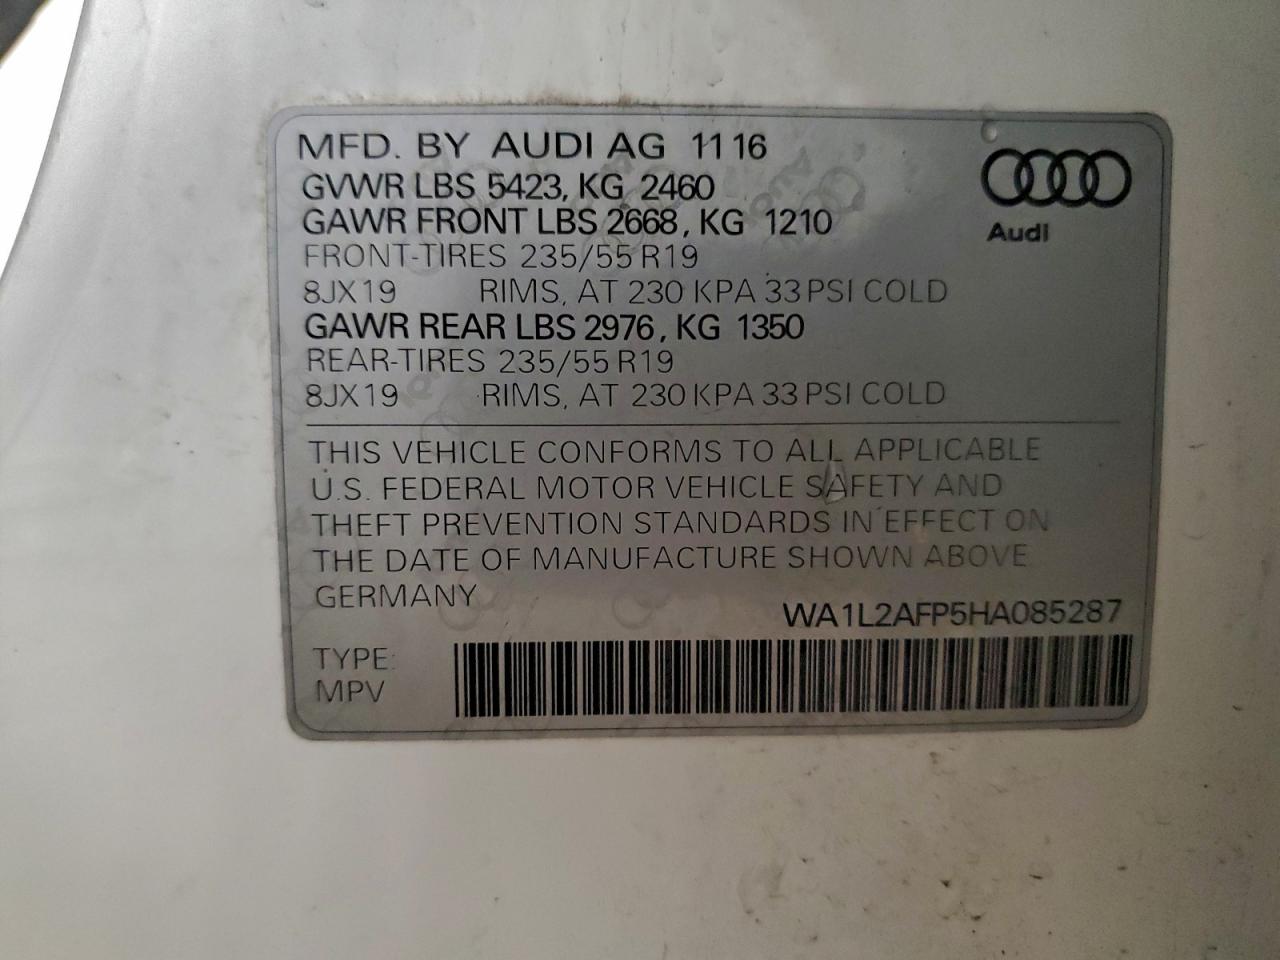 MFD. BY AUDI AG 11 16
GVWR LBS 5423, KG 2460
GAWR FRONT LBS 2668, KG 1210
Audi
FRONT-TIRES 235/55 R19
8JX19 RIMS, AT 230 KPA 33 PSI COLD
GAWR REAR LBS 2976, KG 1350
REAR-TIRES 235/55 R19
8JX19 RIMS, AT 230 KPA 33 PSI COLD
THIS VEHICLE CONFORMS TO ALL APPLICABLE
U.S. FEDERAL MOTOR VEHICLE SAFETY AND
THEFT PREVENTION STANDARDS IN EFFECT ON
THE DATE OF MANUFACTURE SHOWN ABOVE
GERMANY
WA1L2AFP5HA085287
TYPE:
MPV